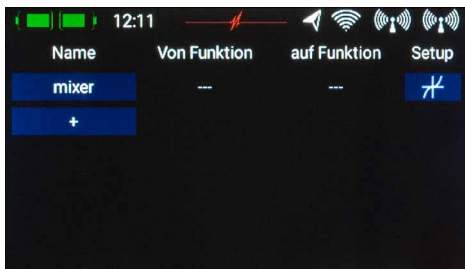 12:11
Name Von Funktion auf Funktion Setup
mixer --- ---
+